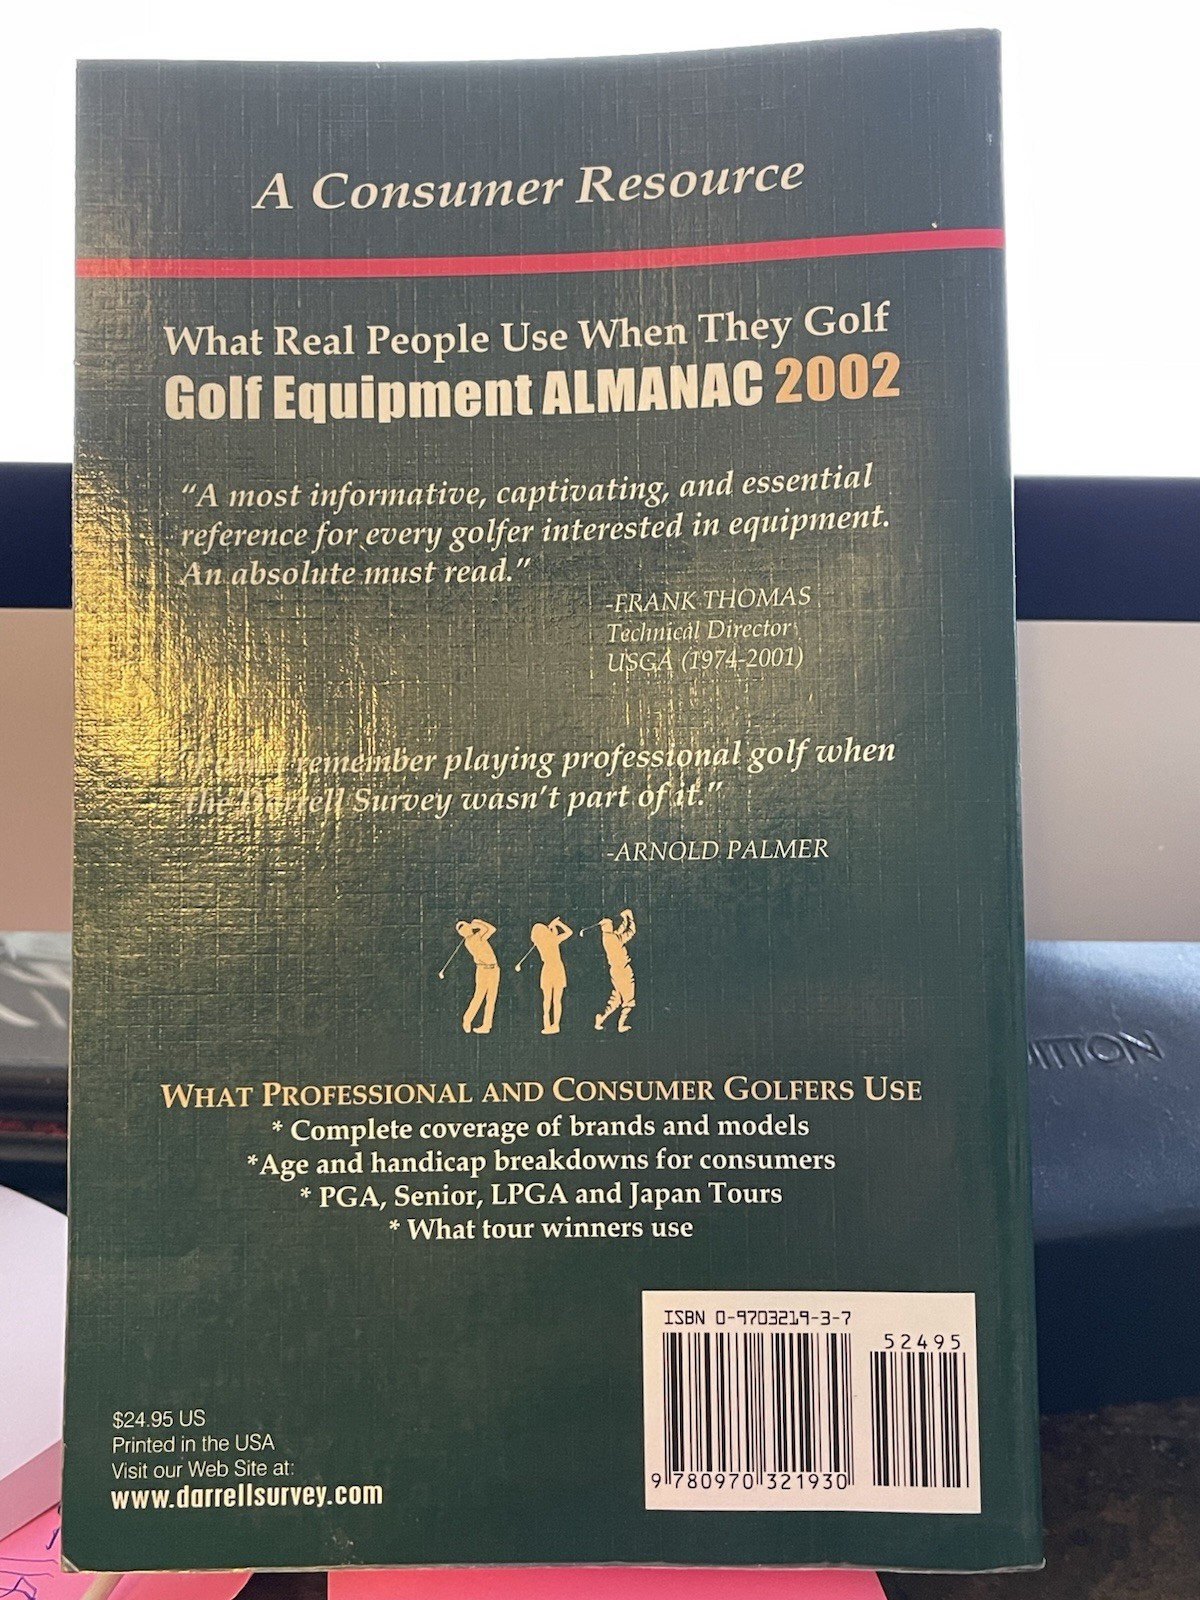 A Consumer Resource
What Real People Use When They Golf
Golf Equipment ALMANAC 2002
“A most informative, captivating, and essential
reference for every golfer interested in equipment.
An absolute must read.”
-FRANK THOMAS
Technical Director
USGA (1974-2001)
remember playing professional golf when
the Darrell Survey wasn't part of it.”
-ARNOLD PALMER
WHAT PROFESSIONAL AND CONSUMER GOLFERS USE
* Complete coverage of brands and models
*Age and handicap breakdowns for consumers
* PGA, Senior, LPGA and Japan Tours
* What tour winners use
ISBN 0-9703219-3-7
52495
9 780970 321930
$24.95 US
Printed in the USA
Visit our Web Site at:
www.darrellsurvey.com